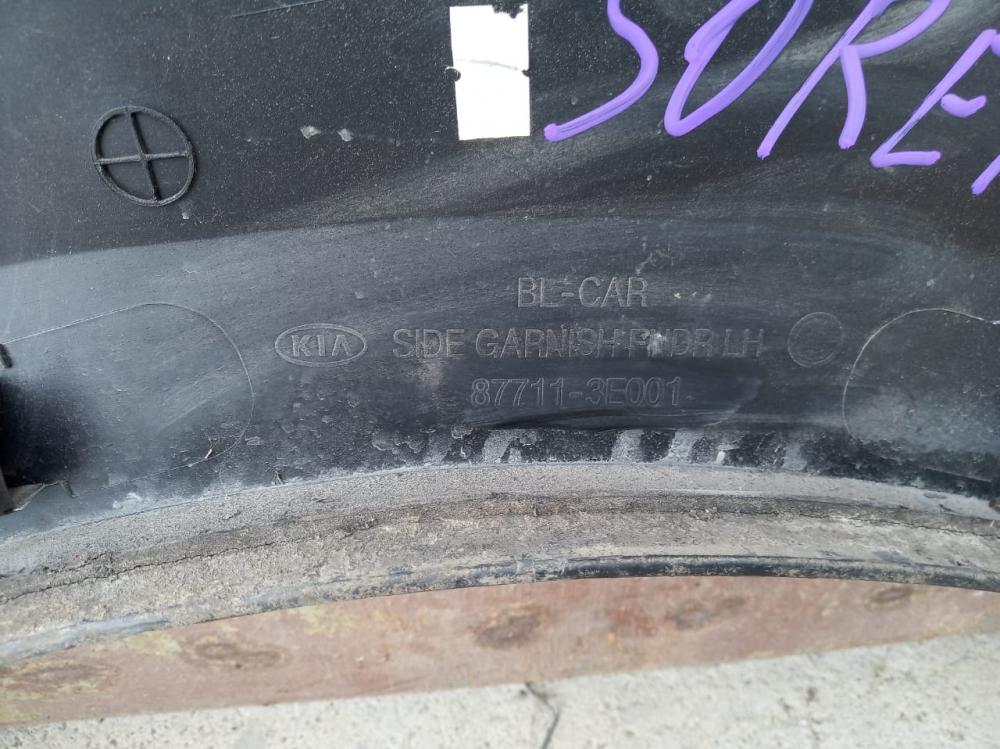 SORE
BL-CAR
KIA SIDE GARNISH FNDR LH
87711-3E001